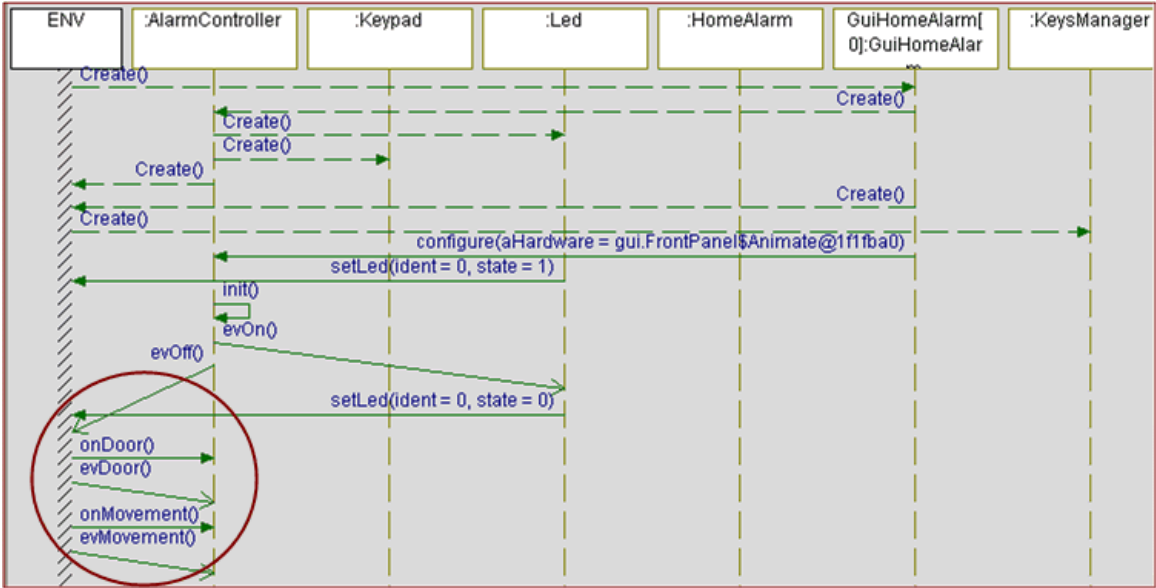 ENV
:AlarmController
:Keypad
:Led
:HomeAlarm
GuiHomeAlarm[
0]:GuiHomeAlar
:KeysManager
Create()
Create()
Create()
Create()
Create()
Create()
Create()
configure(aHardware = gui.FrontPanel$Animate@1f1fba0)
setLed(ident = 0, state = 1)
init()
evOn()
evOff()
setLed(ident = 0, state = 0)
onDoor()
evDoor()
onMovement()
evMovement()